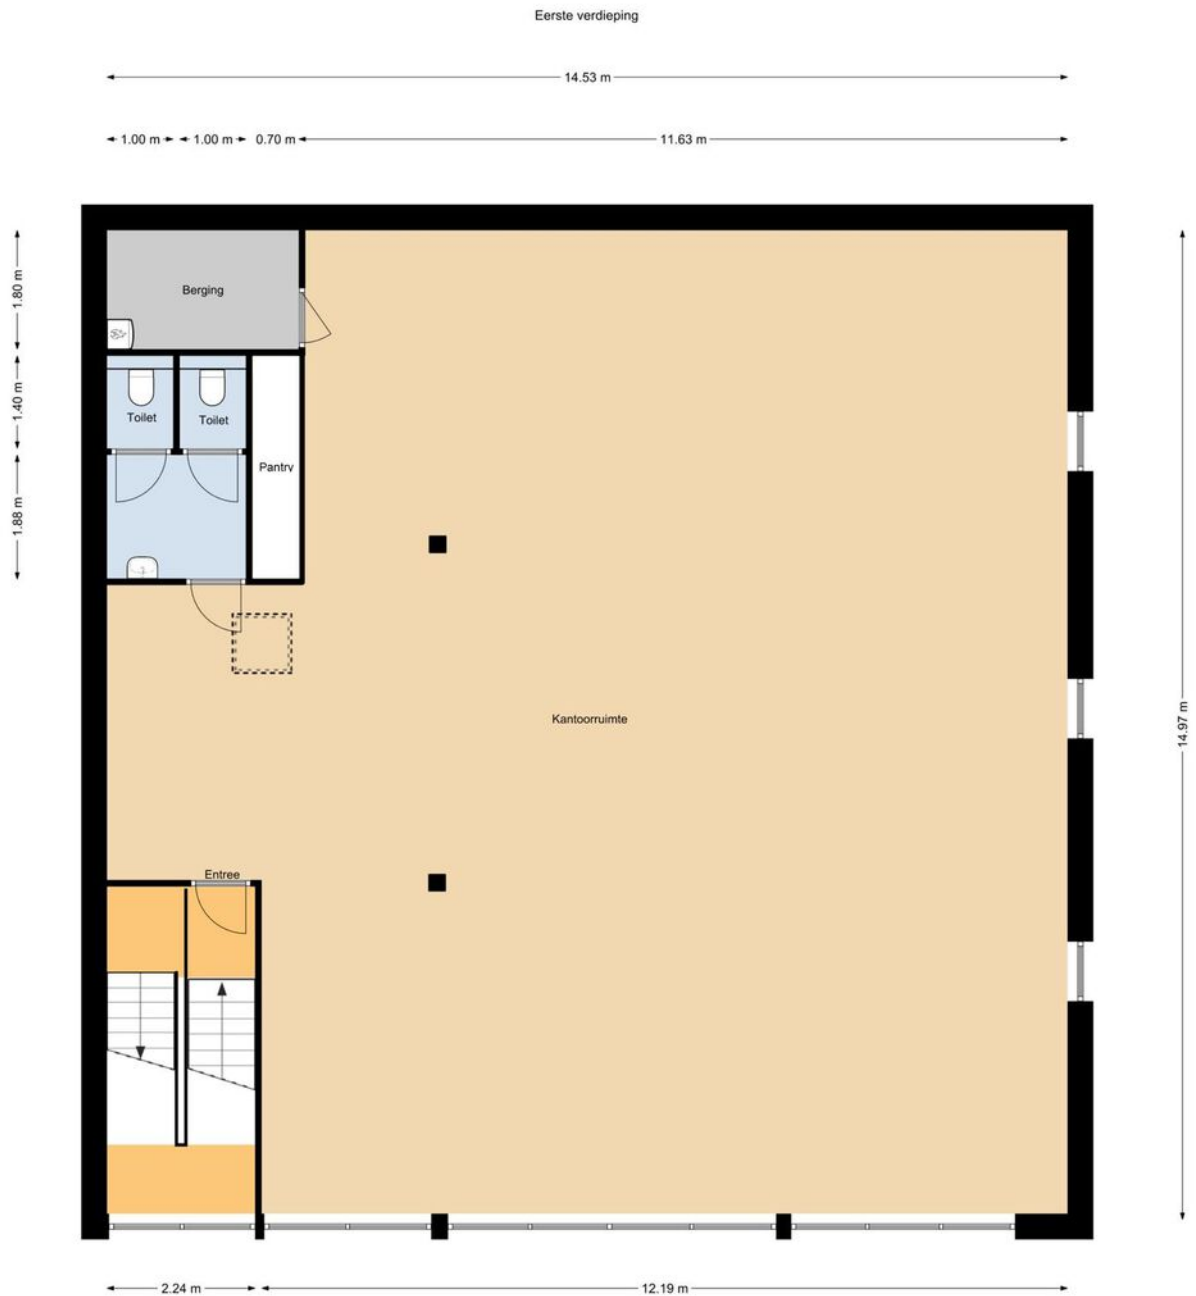 Eerste verdieping
14.53 m
1.00 m 1.00 m 0.70 m 11.63 m
1.80 m
Berging
1.40 m
Toilet Toilet
Pantry
1.88 m
14.97 m
Kantoorruimte
Entree
2.24 m 12.19 m